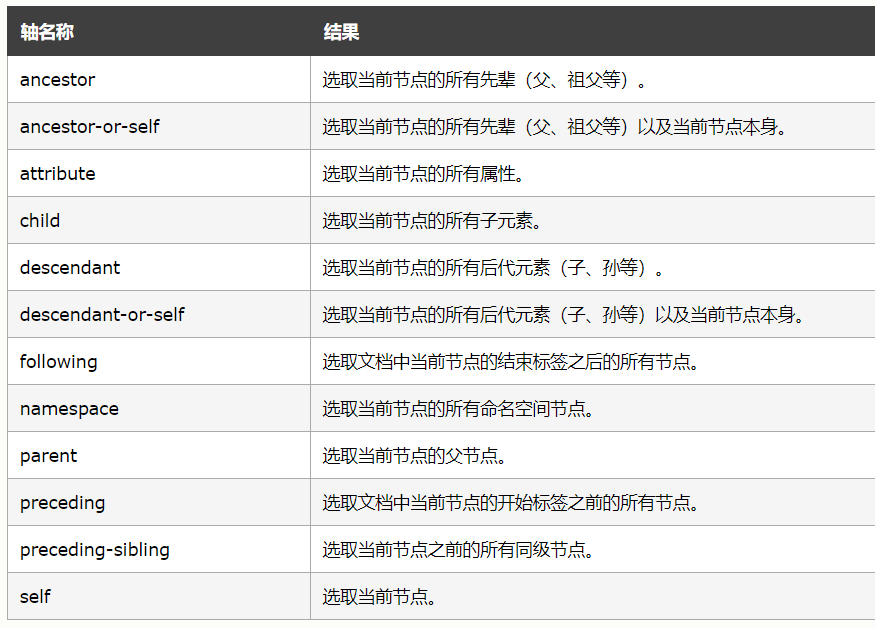 轴名称 结果
ancestor 选取当前节点的所有先辈（父、祖父等）。
ancestor-or-self 选取当前节点的所有先辈（父、祖父等）以及当前节点本身。
attribute 选取当前节点的所有属性。
child 选取当前节点的所有子元素。
descendant 选取当前节点的所有后代元素（子、孙等）。
descendant-or-self 选取当前节点的所有后代元素（子、孙等）以及当前节点本身。
following 选取文档中当前节点的结束标签之后的所有节点。
namespace 选取当前节点的所有命名空间节点。
parent 选取当前节点的父节点。
preceding 选取文档中当前节点的开始标签之前的所有节点。
preceding-sibling 选取当前节点之前的所有同级节点。
self 选取当前节点。